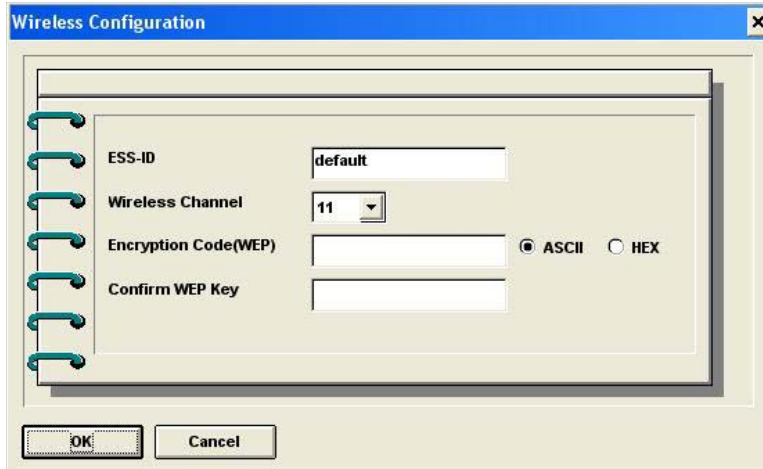 Wireless Configuration
ESS-ID default
Wireless Channel 11
Encryption Code(WEP) ASCII HEX
Confirm WEP Key
OK Cancel